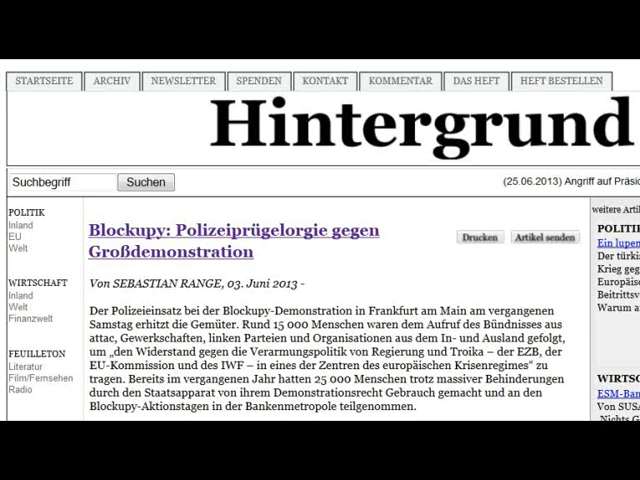 STARTSEITE ARCHIV NEWSLETTER SPENDEN KONTAKT KOMMENTAR DAS HEFT HEFT BESTELLEN
Hintergrund
Suchbegriff Suchen (25.06.2013) Angriff auf Präsi
POLITIK
Inland
EU
Welt
WIRTSCHAFT
Inland
Welt
Finanzwelt
FEUILLETON
Literatur
Film/Fernsehen
Radio
Blockupy: Polizeiprügelorgie gegen
Großdemonstration
Drucken Artikel senden
Von SEBASTIAN RANGE, 03. Juni 2013 -
Der Polizeieinsatz bei der Blockupy-Demonstration in Frankfurt am Main am vergangenen
Samstag erhitzt die Gemüter. Rund 15 000 Menschen waren dem Aufruf des Bündnisses aus
attac, Gewerkschaften, linken Parteien und Organisationen aus dem In- und Ausland gefolgt,
um „den Widerstand gegen die Verarmungspolitik von Regierung und Troika – der EZB, der
EU-Kommission und des IWF – in eines der Zentren des europäischen Krisenregimes“ zu
tragen. Bereits im vergangenen Jahr hatten 25 000 Menschen trotz massiver Behinderungen
durch den Staatsapparat von ihrem Demonstrationsrecht Gebrauch gemacht und an den
Blockupy-Aktionstagen in der Bankenmetropole teilgenommen.
weitere Arti
POLITI
Ein lupen
Der türki
Krieg geg
Europäisc
Beitrittsv
Warum a
WIRTSC
ESM-Ban
Von SUSA
„Nichts G